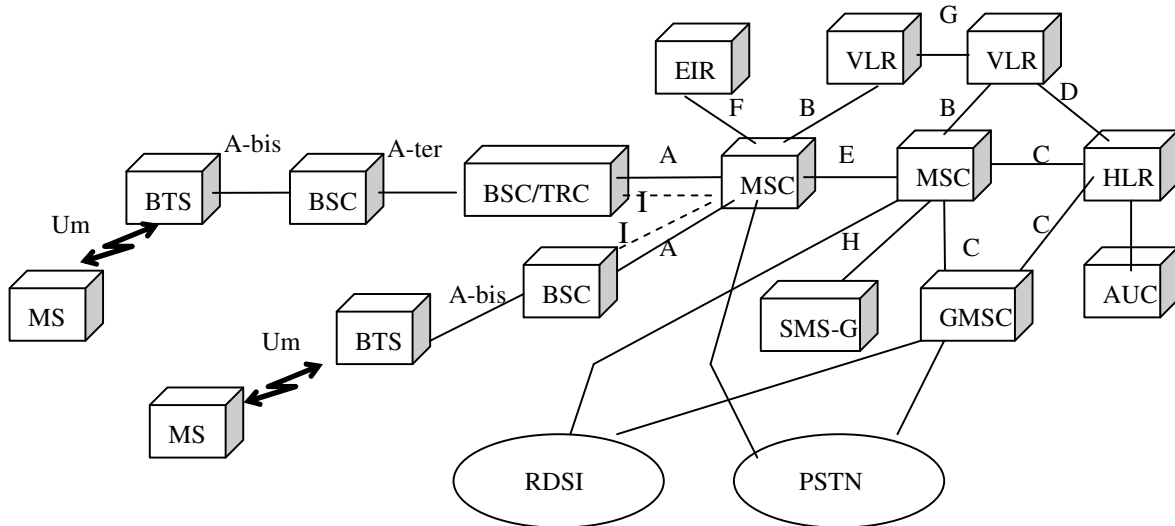 G
EIR
VLR
VLR
F
B
B
D
A-bis
A-ter
A
E
C
BTS
BSC
BSC/TRC
MSC
MSC
HLR
I
Um
I
A
H
C
C
MS
A-bis
BSC
SMS-G
GMSC
AUC
Um
BTS
MS
RDSI
PSTN